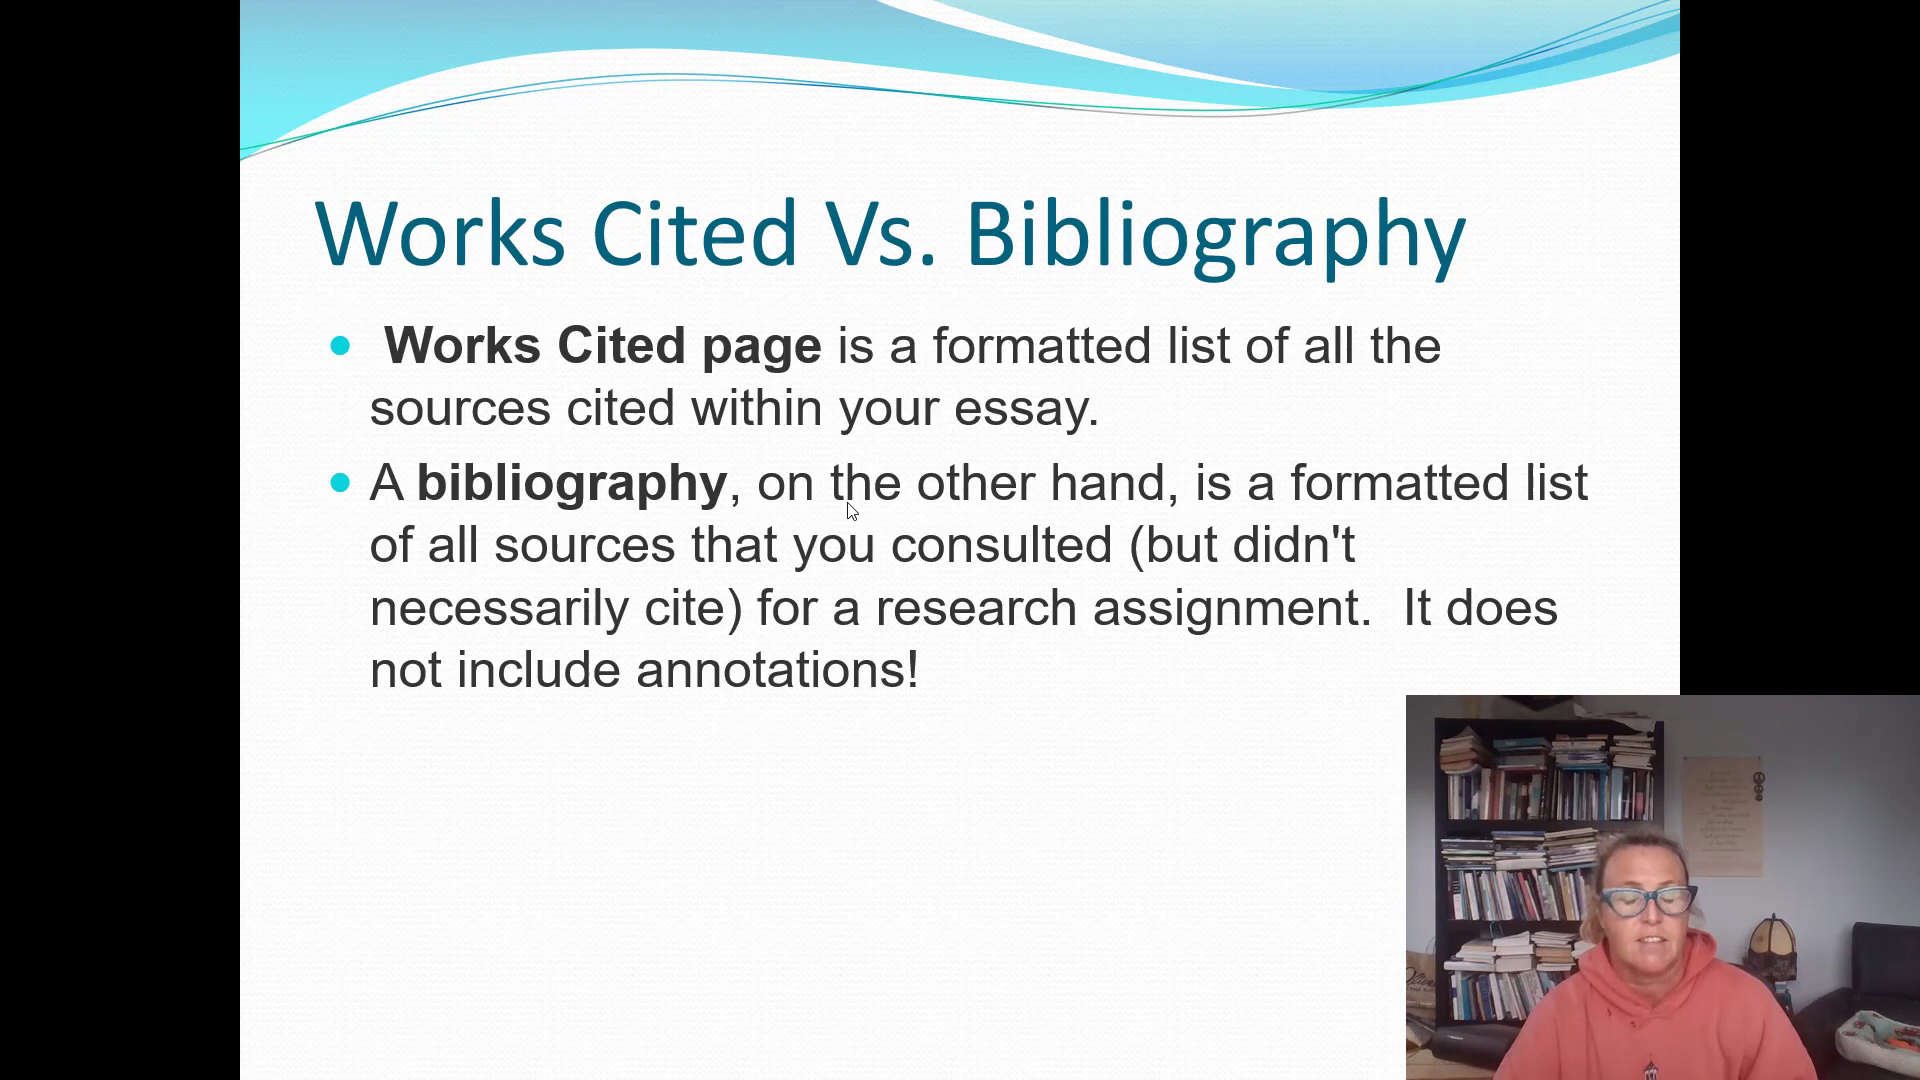 Works Cited Vs. Bibliography
Works Cited page is a formatted list of all the
sources cited within your essay.
A bibliography, on the other hand, is a formatted list
of all sources that you consulted (but didn't
necessarily cite) for a research assignment.  It does
not include annotations!